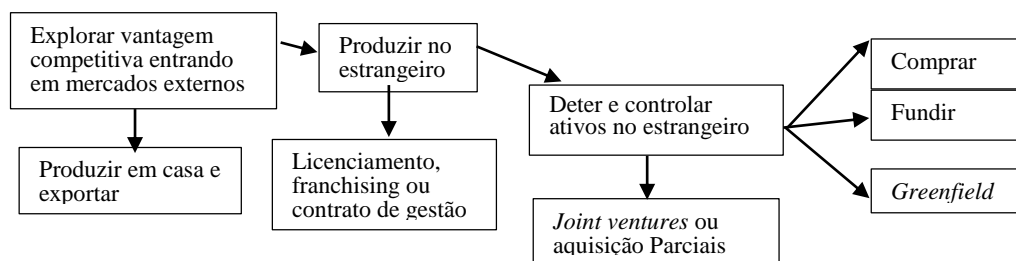 Explorar vantagem
competitiva entrando
em mercados externos
Produzir no
estrangeiro
Comprar
Deter e controlar
ativos no estrangeiro
Fundir
Produzir em casa e
exportar
Licenciamento,
franchising ou
contrato de gestão
Greenfield
Joint ventures ou
aquisição Parciais